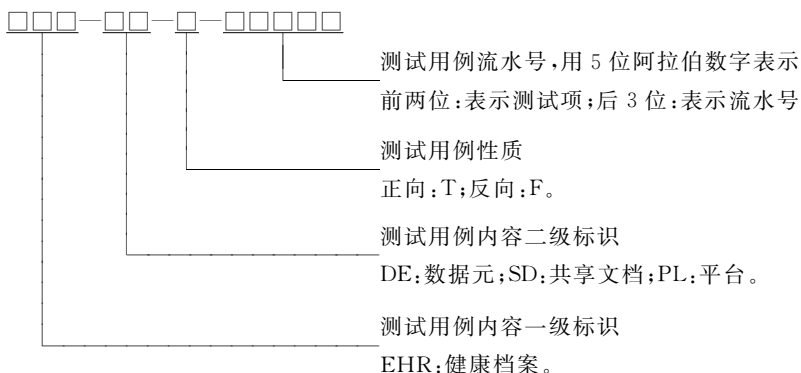 □□□—□□—□—□□□□□
测试用例流水号,用 5 位阿拉伯数字表示
前两位:表示测试项;后 3 位:表示流水号
测试用例性质
正向:T;反向:F。
测试用例内容二级标识
DE:数据元;SD:共享文档;PL:平台。
测试用例内容一级标识
EHR:健康档案。